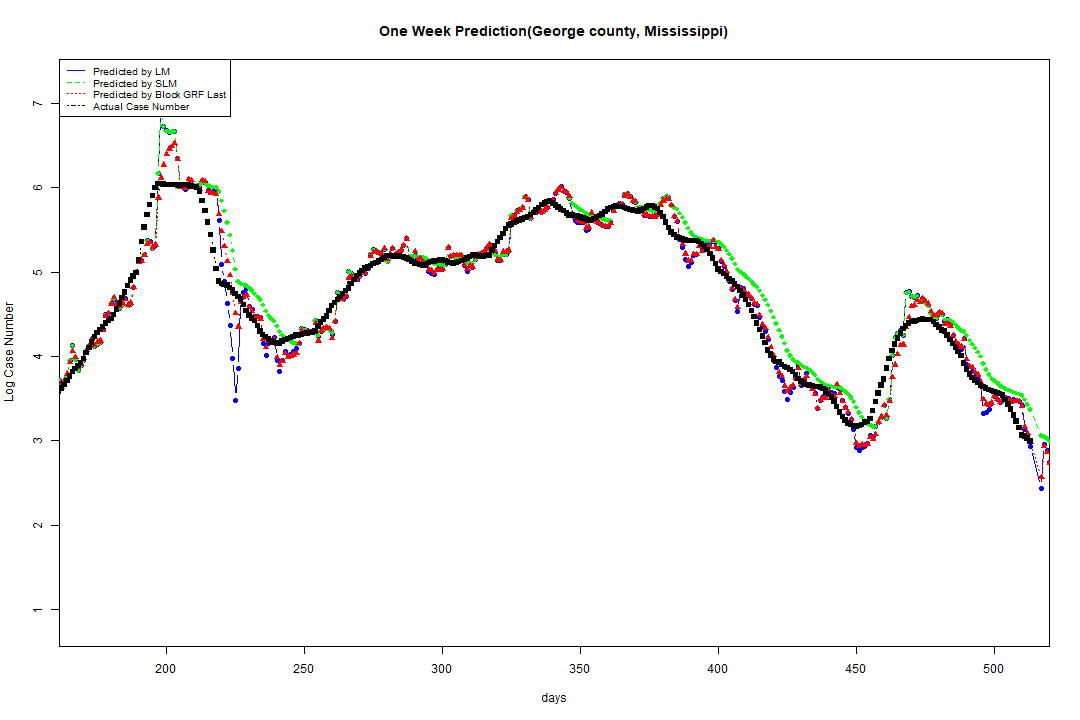 One Week Prediction(George county, Mississippi)
Predicted by LM
Predicted by SLM
Predicted by Block GRF Last
Actual Case Number
7
6
5
4
3
2
1
Log Case Number
200 250 300 350 400 450 500
days